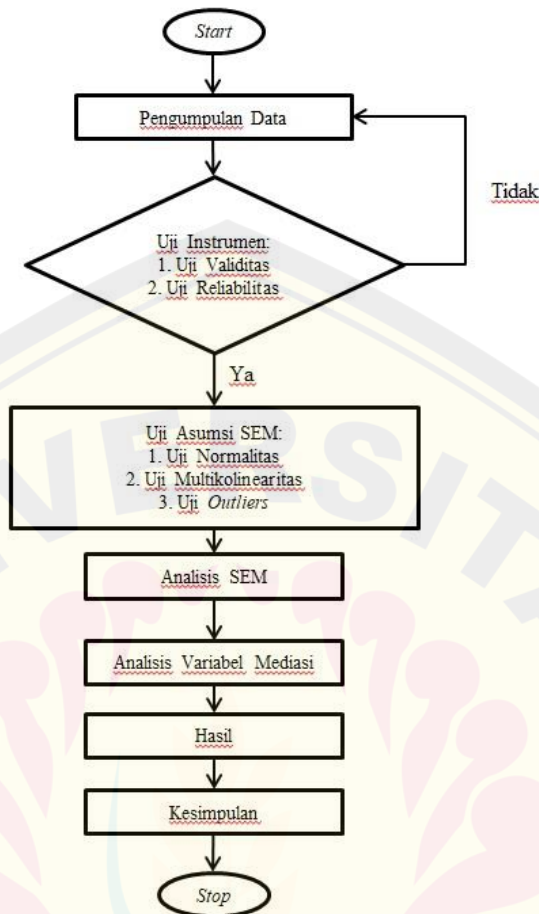 Start
Pengumpulan Data
Tidak
Uji Instrumen:
1. Uji Validitas
2. Uji Reliabilitas
Ya
Uji Asumsi SEM:
1. Uji Normalitas
2. Uji Multikolinearitas
3. Uji Outliers
Analisis SEM
Analisis Variabel Mediasi
Hasil
Kesimpulan
Stop